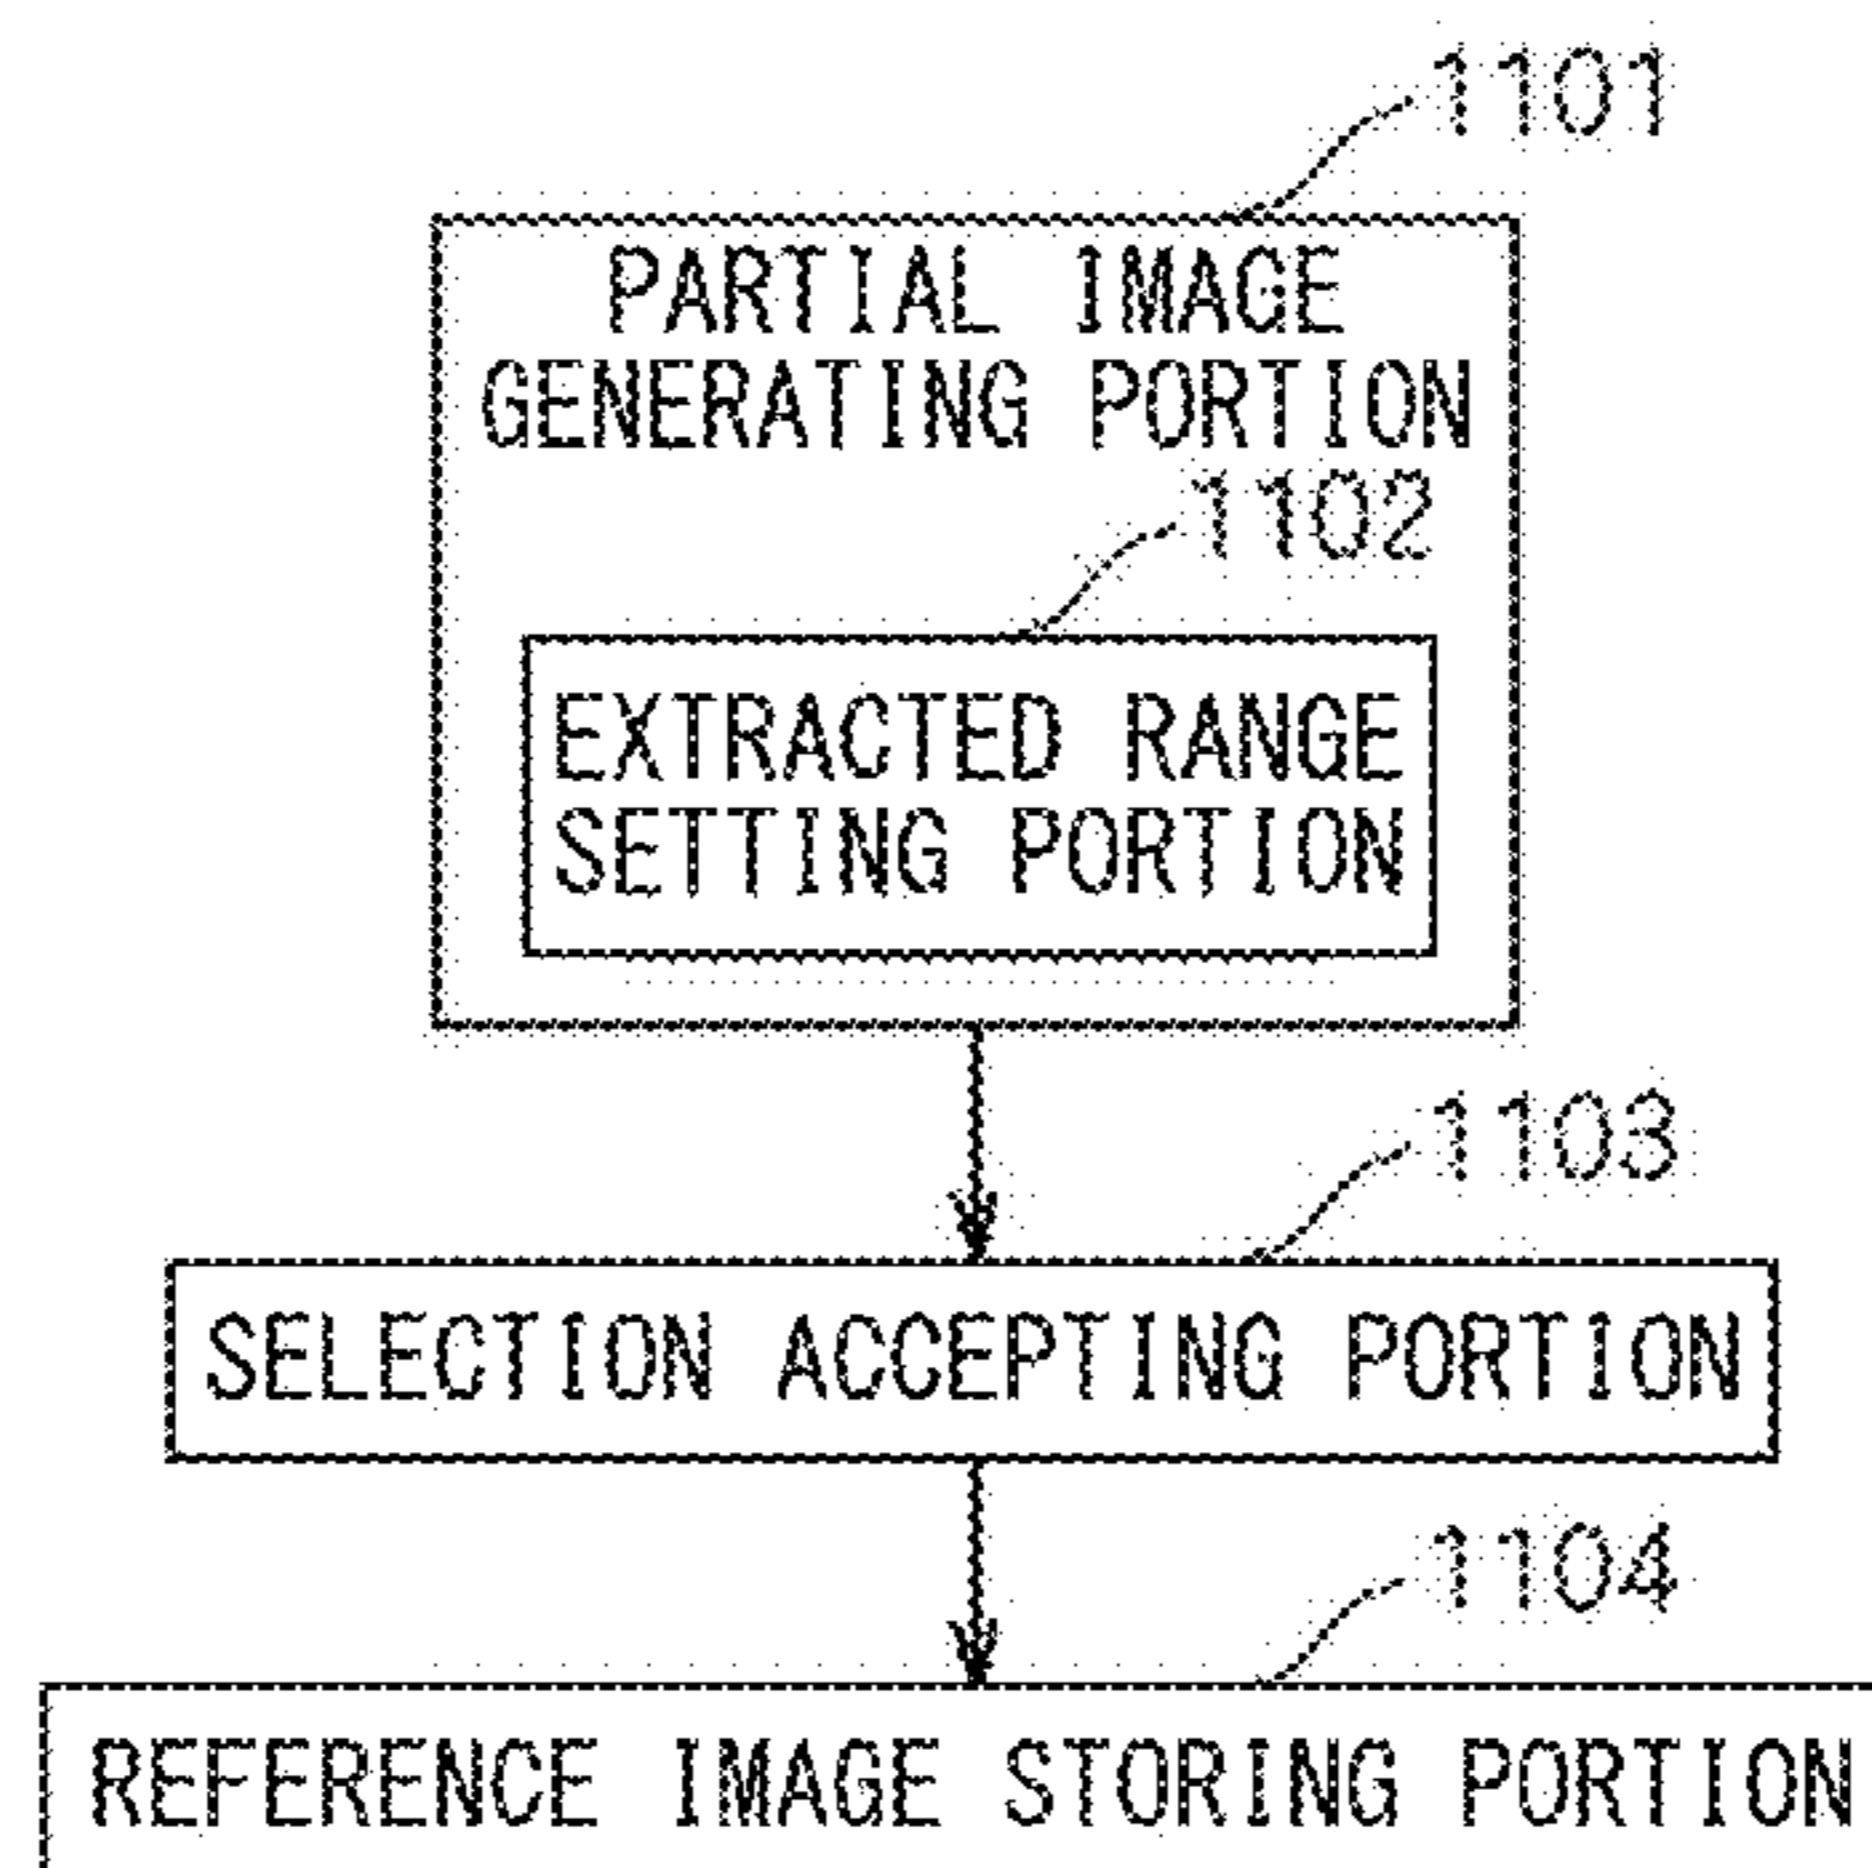 1101
PARTIAL IMAGE
GENERATING PORTION
1102
EXTRACTED RANGE
SETTING PORTION
1103
SELECTION ACCEPTING PORTION
1104
REFERENCE IMAGE STORING PORTION